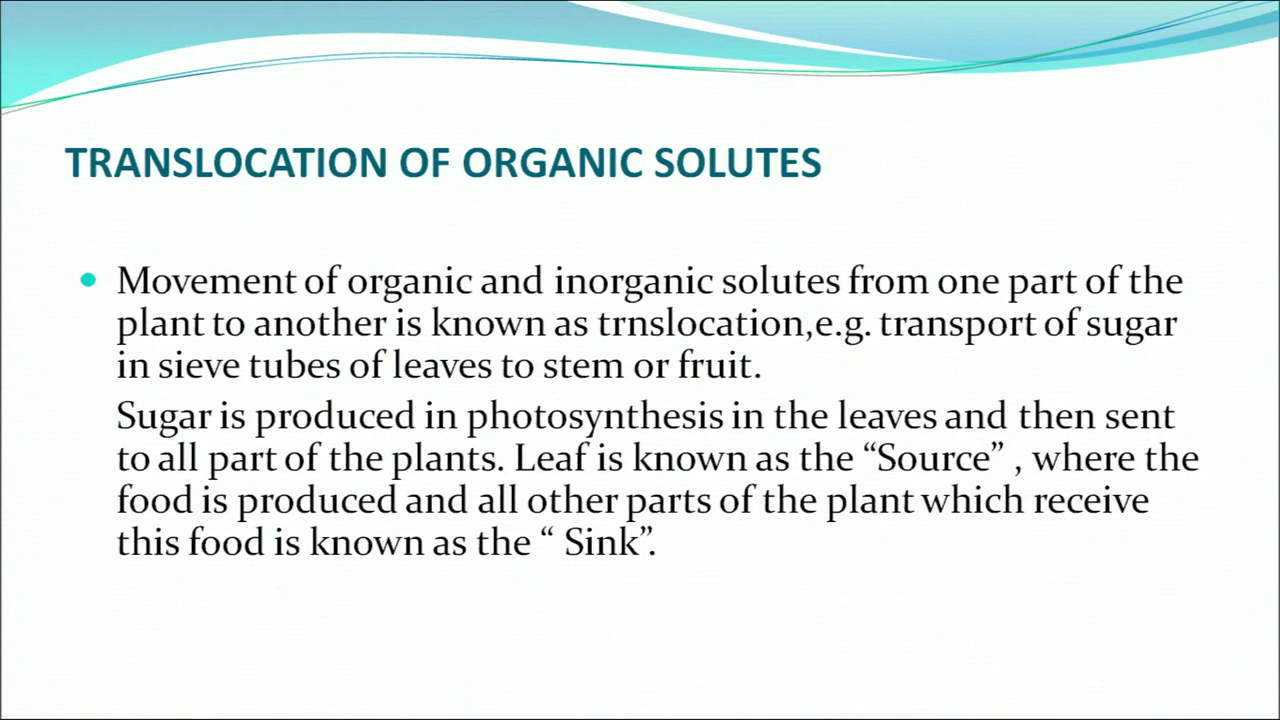 TRANSLOCATION OF ORGANIC SOLUTES
Movement of organic and inorganic solutes from one part of the
plant to another is known as trnslocation,e.g. transport of sugar
in sieve tubes of leaves to stem or fruit.
Sugar is produced in photosynthesis in the leaves and then sent
to all part of the plants. Leaf is known as the “Source” , where the
food is produced and all other parts of the plant which receive
this food is known as the “ Sink”.